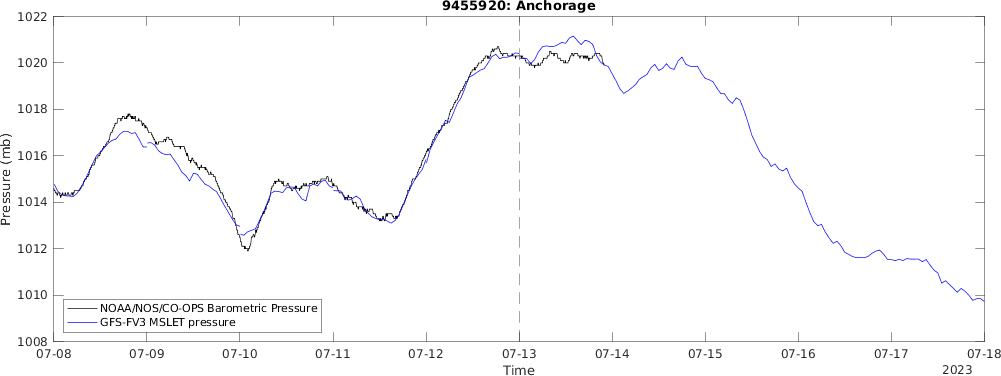 9455920: Anchorage
1022
1020
1018
1016
1014
1012
1010
1008
Pressure (mb)
NOAA/NOS/CO-OPS Barometric Pressure
GFS-FV3 MSLET pressure
07-08 07-09 07-10 07-11 07-12 07-13 07-14 07-15 07-16 07-17 07-18
Time
2023